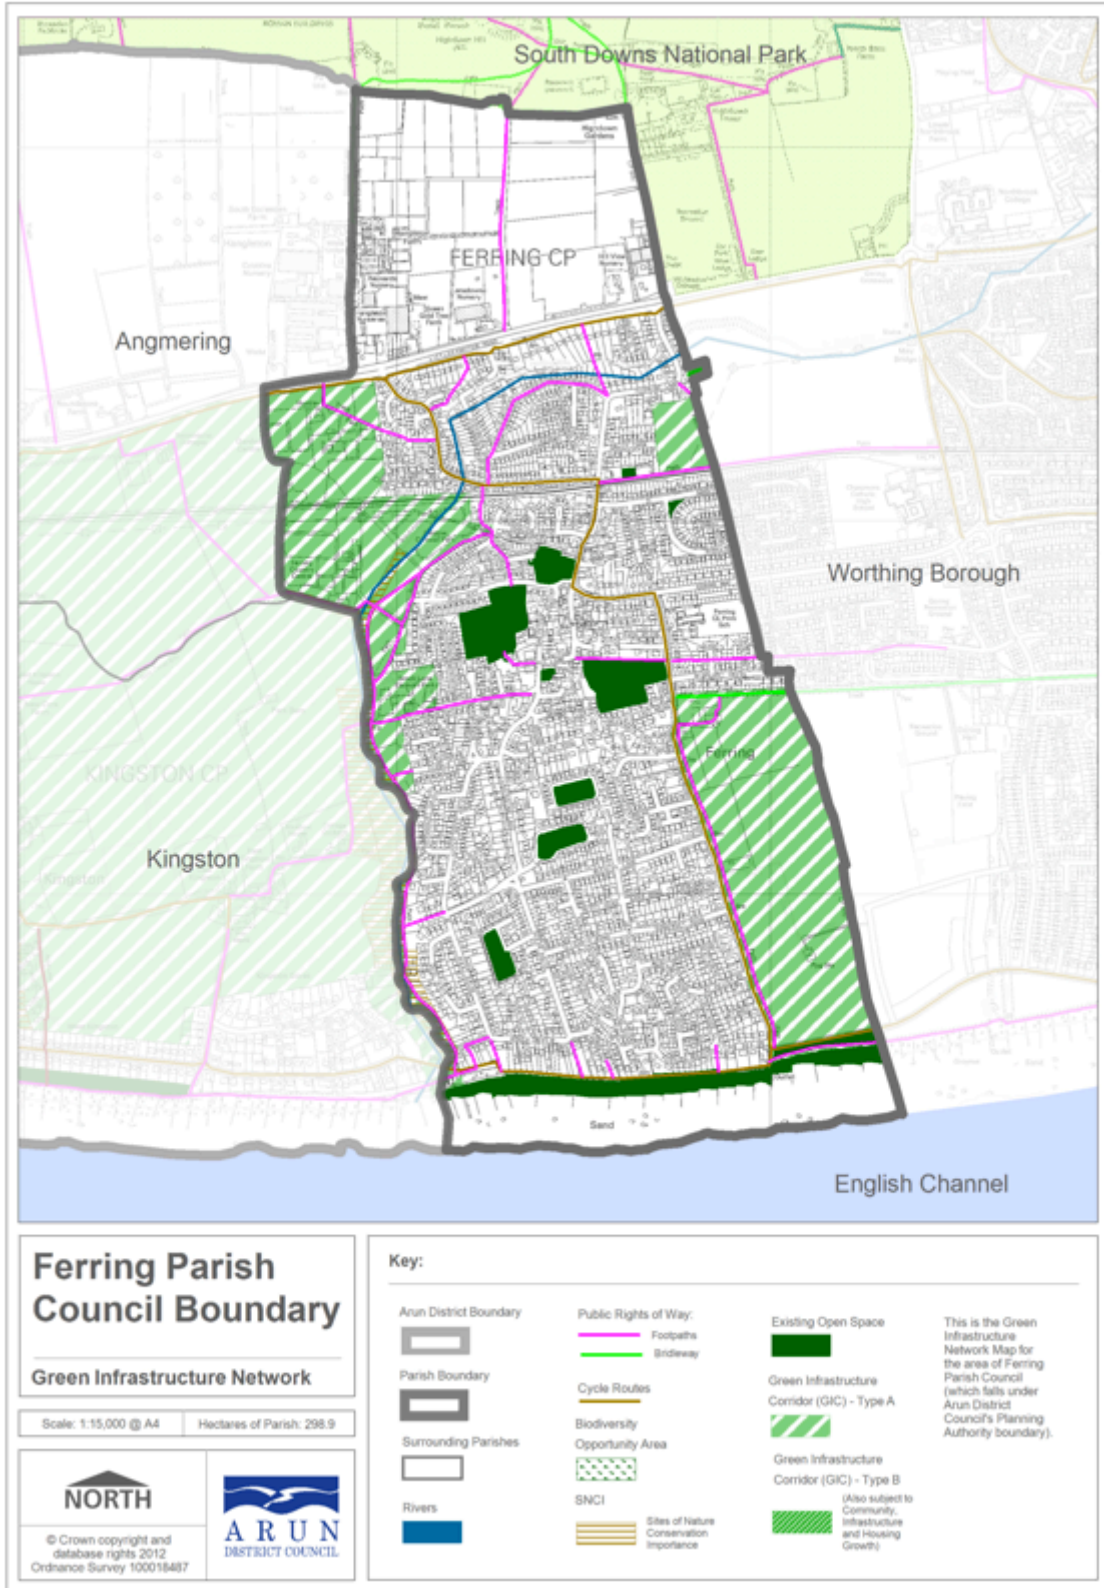 South Downs National Park
Highdown
Gardens
FERRING CP
Angmering
Worthing Borough
Ferring
KINGSTON CP
Kingston
Kingston
Sand
English Channel
Ferring Parish
Council Boundary
Green Infrastructure Network
Scale: 1:15,000 @ A4
Hectares of Parish: 298.9
NORTH
© Crown copyright and
database rights 2012
Ordnance Survey 100018487
ARUN
DISTRICT COUNCIL
Key:
Arun District Boundary
Parish Boundary
Surrounding Parishes
Rivers
Public Rights of Way:
Footpaths
Bridleway
Cycle Routes
Biodiversity
Opportunity Area
SNCI
Sites of Nature
Conservation
Importance
Existing Open Space
Green Infrastructure
Corridor (GIC) - Type A
Green Infrastructure
Corridor (GIC) - Type B
(Also subject to
Community,
Infrastructure
and Housing
Growth)
This is the Green
Infrastructure
Network Map for
the area of Ferring
Parish Council
(which falls under
Arun District
Council's Planning
Authority boundary).